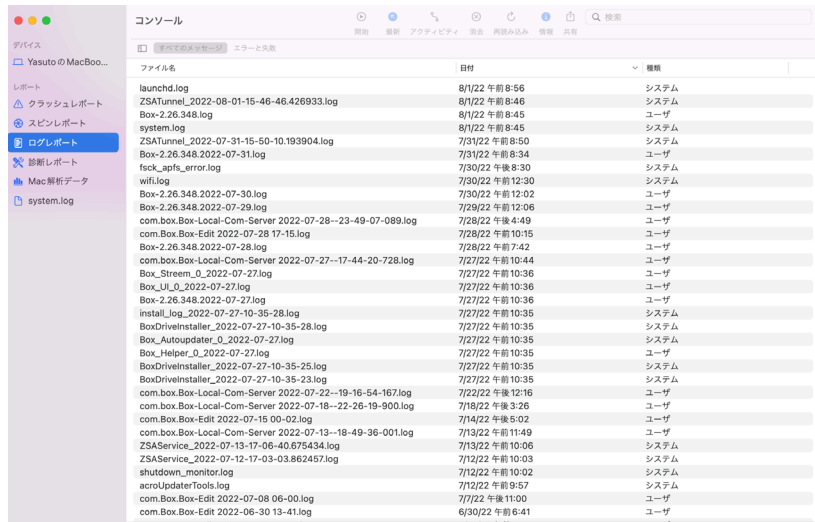 コンソール
開始 最新 アクティビティ 消去 再読み込み 情報 共有
検索
すべてのメッセージ エラーと失敗
デバイス
YasutoのMacBoo...
レポート
クラッシュレポート
スピンレポート
ログレポート
診断レポート
Mac解析データ
system.log
ファイル名 日付 種類
launchd.log 8/1/22 午前8:56 システム
ZSATunnel_2022-08-01-15-46-46.426933.log 8/1/22 午前8:46 システム
Box-2.26.348.log 8/1/22 午前8:45 ユーザ
system.log 8/1/22 午前8:45 システム
ZSATunnel_2022-07-31-15-50-10.193904.log 7/31/22 午前8:50 システム
Box-2.26.348.2022-07-31.log 7/31/22 午前8:34 ユーザ
fsck_apfs_error.log 7/30/22 午後8:30 システム
wifi.log 7/30/22 午前12:30 システム
Box-2.26.348.2022-07-30.log 7/30/22 午前12:02 ユーザ
Box-2.26.348.2022-07-29.log 7/29/22 午前12:06 ユーザ
com.box.Box-Local-Com-Server 2022-07-28--23-49-07-089.log 7/28/22 午後4:49 ユーザ
com.Box.Box-Edit 2022-07-28 17-15.log 7/28/22 午前10:15 ユーザ
Box-2.26.348.2022-07-28.log 7/28/22 午前7:42 ユーザ
com.box.Box-Local-Com-Server 2022-07-27--17-44-20-728.log 7/27/22 午前10:44 ユーザ
Box_Streem_0_2022-07-27.log 7/27/22 午前10:36 ユーザ
Box_UI_0_2022-07-27.log 7/27/22 午前10:36 ユーザ
Box-2.26.348.2022-07-27.log 7/27/22 午前10:36 ユーザ
install_log_2022-07-27-10-35-28.log 7/27/22 午前10:35 システム
BoxDriveInstaller_2022-07-27-10-35-28.log 7/27/22 午前10:35 システム
Box_Autoupdater_0_2022-07-27.log 7/27/22 午前10:35 システム
Box_Helper_0_2022-07-27.log 7/27/22 午前10:35 ユーザ
BoxDriveInstaller_2022-07-27-10-35-25.log 7/27/22 午前10:35 システム
BoxDriveInstaller_2022-07-27-10-35-23.log 7/27/22 午前10:35 システム
com.box.Box-Local-Com-Server 2022-07-22--19-16-54-167.log 7/22/22 午後12:16 ユーザ
com.box.Box-Local-Com-Server 2022-07-18--22-26-19-900.log 7/18/22 午後3:26 ユーザ
com.Box.Box-Edit 2022-07-15 00-02.log 7/14/22 午後5:02 ユーザ
com.box.Box-Local-Com-Server 2022-07-13--18-49-36-001.log 7/13/22 午前11:49 ユーザ
ZSAService_2022-07-13-17-06-40.675434.log 7/13/22 午前10:06 システム
ZSAService_2022-07-12-17-03-03.862457.log 7/12/22 午前10:03 システム
shutdown_monitor.log 7/12/22 午前10:02 システム
acroUpdaterTools.log 7/12/22 午前9:57 システム
com.Box.Box-Edit 2022-07-08 06-00.log 7/7/22 午後11:00 ユーザ
com.Box.Box-Edit 2022-06-30 13-41.log 6/30/22 午前6:41 ユーザ